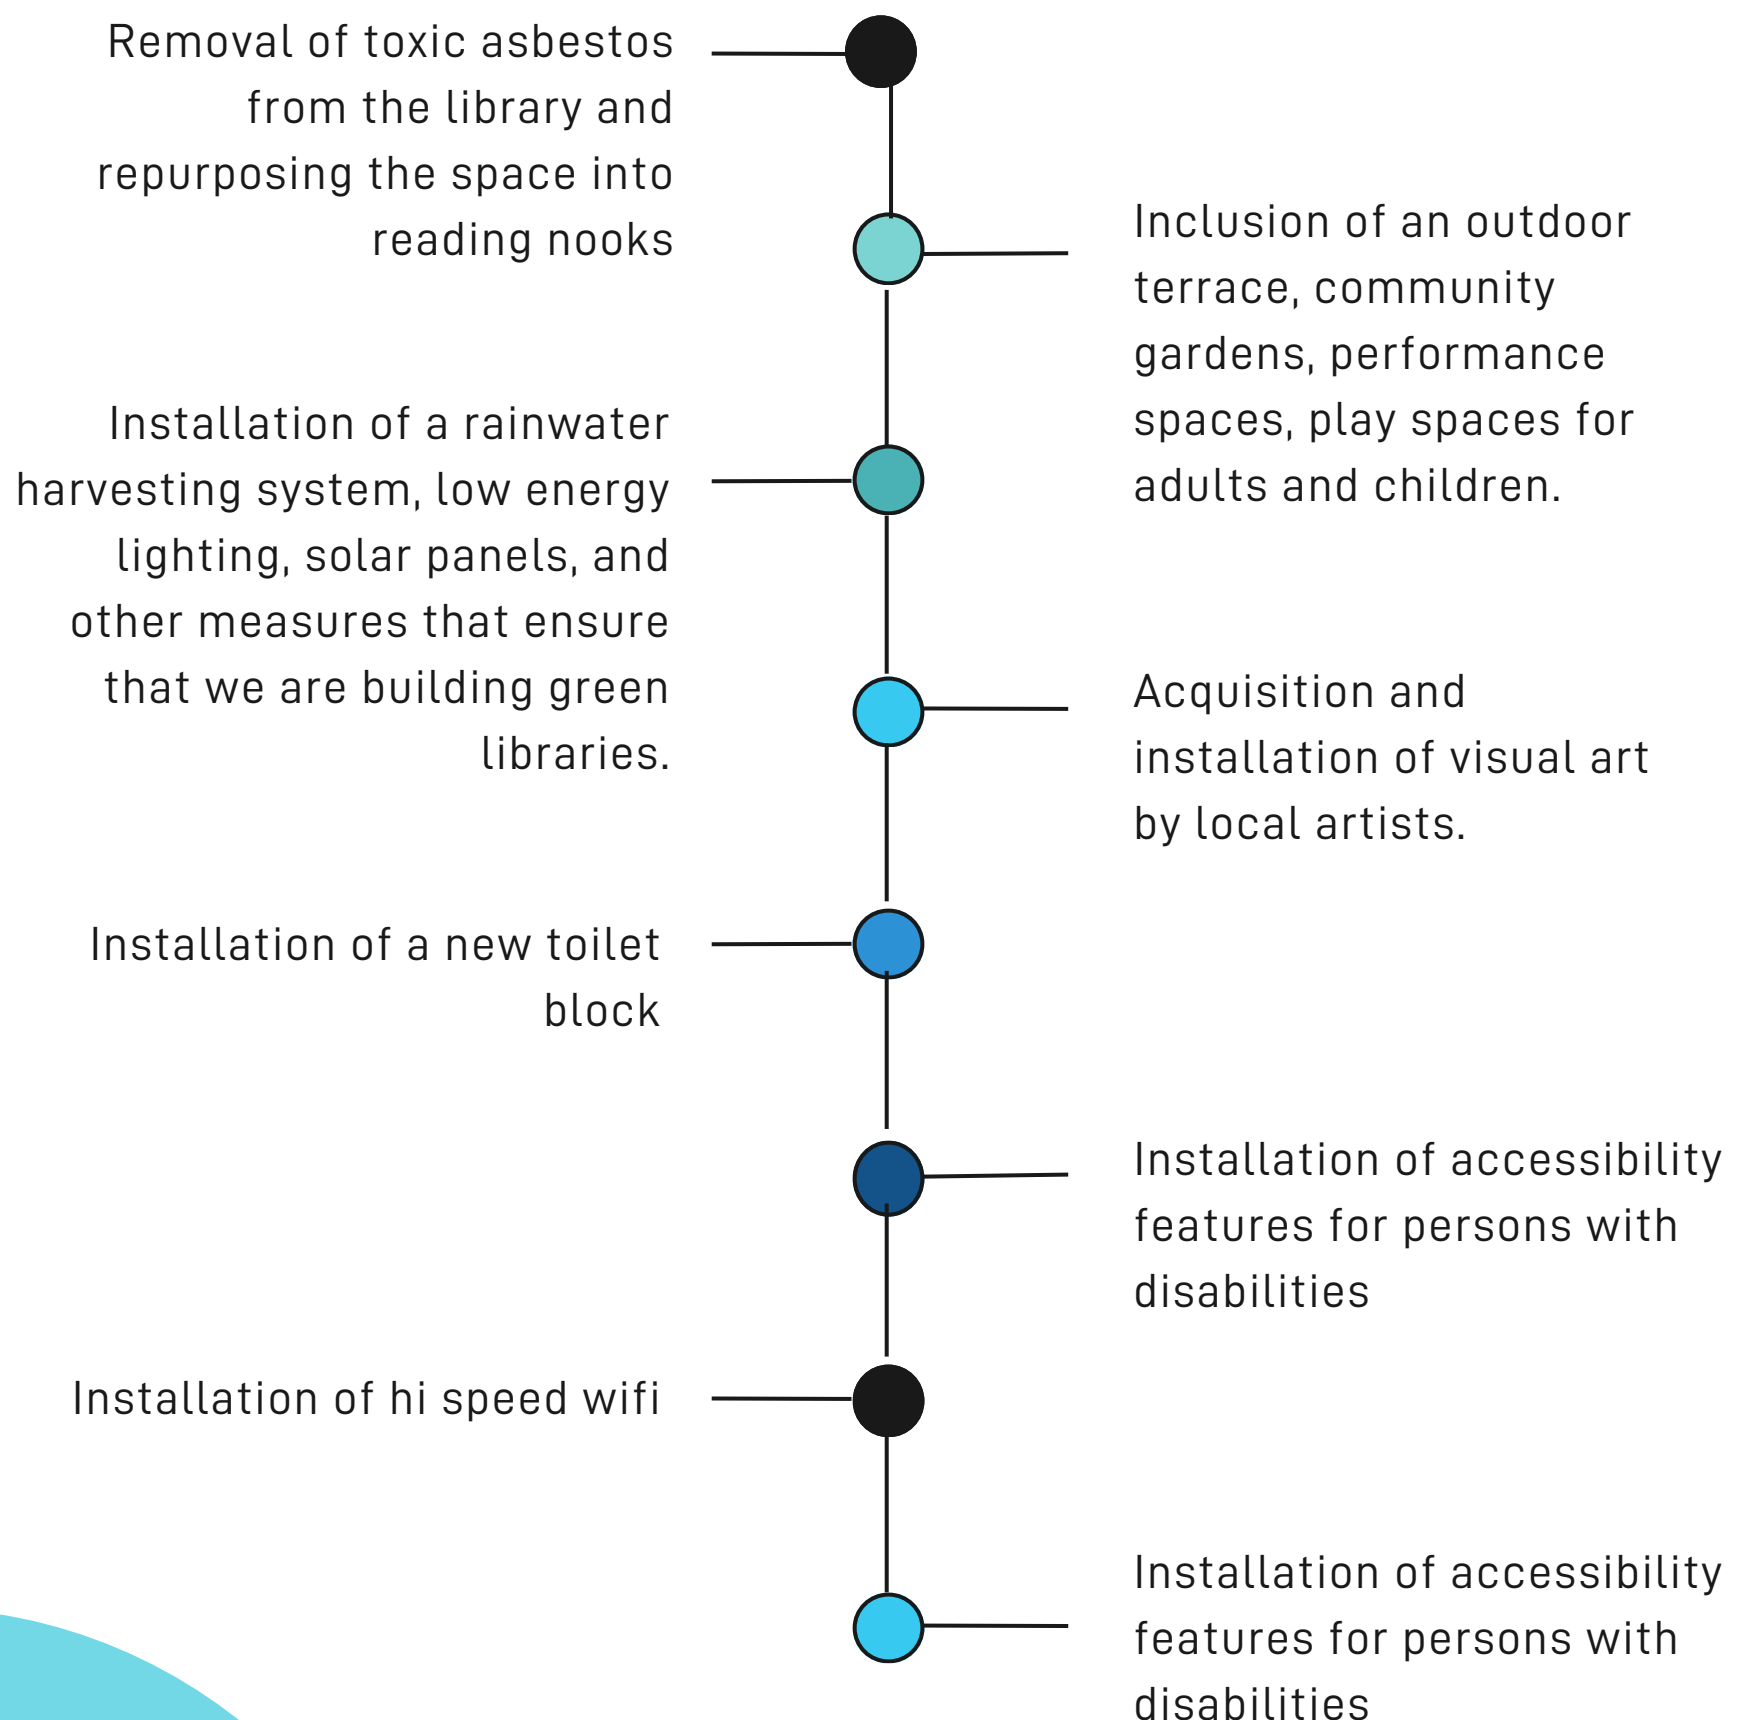 Removal of toxic asbestos
from the library and
repurposing the space into
reading nooks
Inclusion of an outdoor
terrace, community
gardens, performance
spaces, play spaces for
adults and children.
Installation of a rainwater
harvesting system, low energy
lighting, solar panels, and
other measures that ensure
that we are building green
libraries.
Acquisition and
installation of visual art
by local artists.
Installation of a new toilet
block
Installation of accessibility
features for persons with
disabilities
Installation of hi speed wifi
Installation of accessibility
features for persons with
disabilities